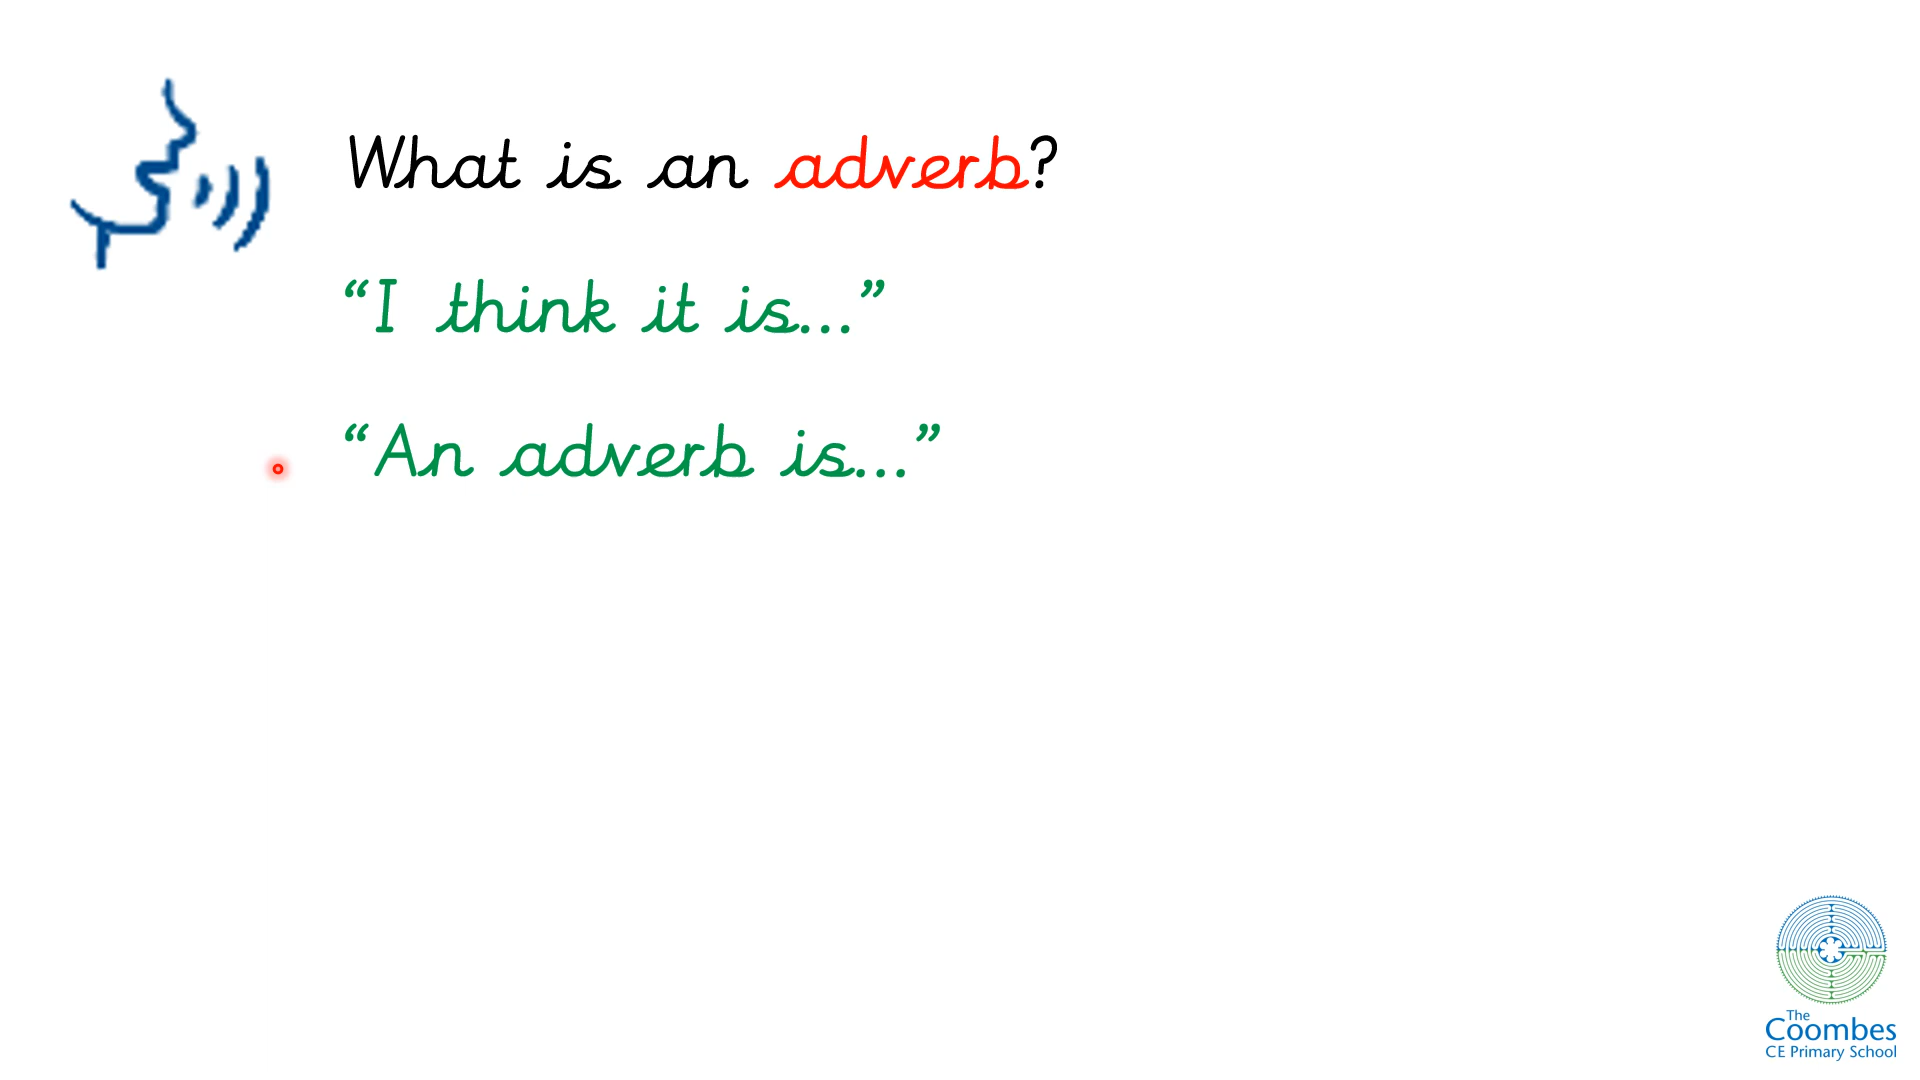 What is an adverb?
“I think it is...”
“An adverb is...”
The
Coombes
CE Primary School